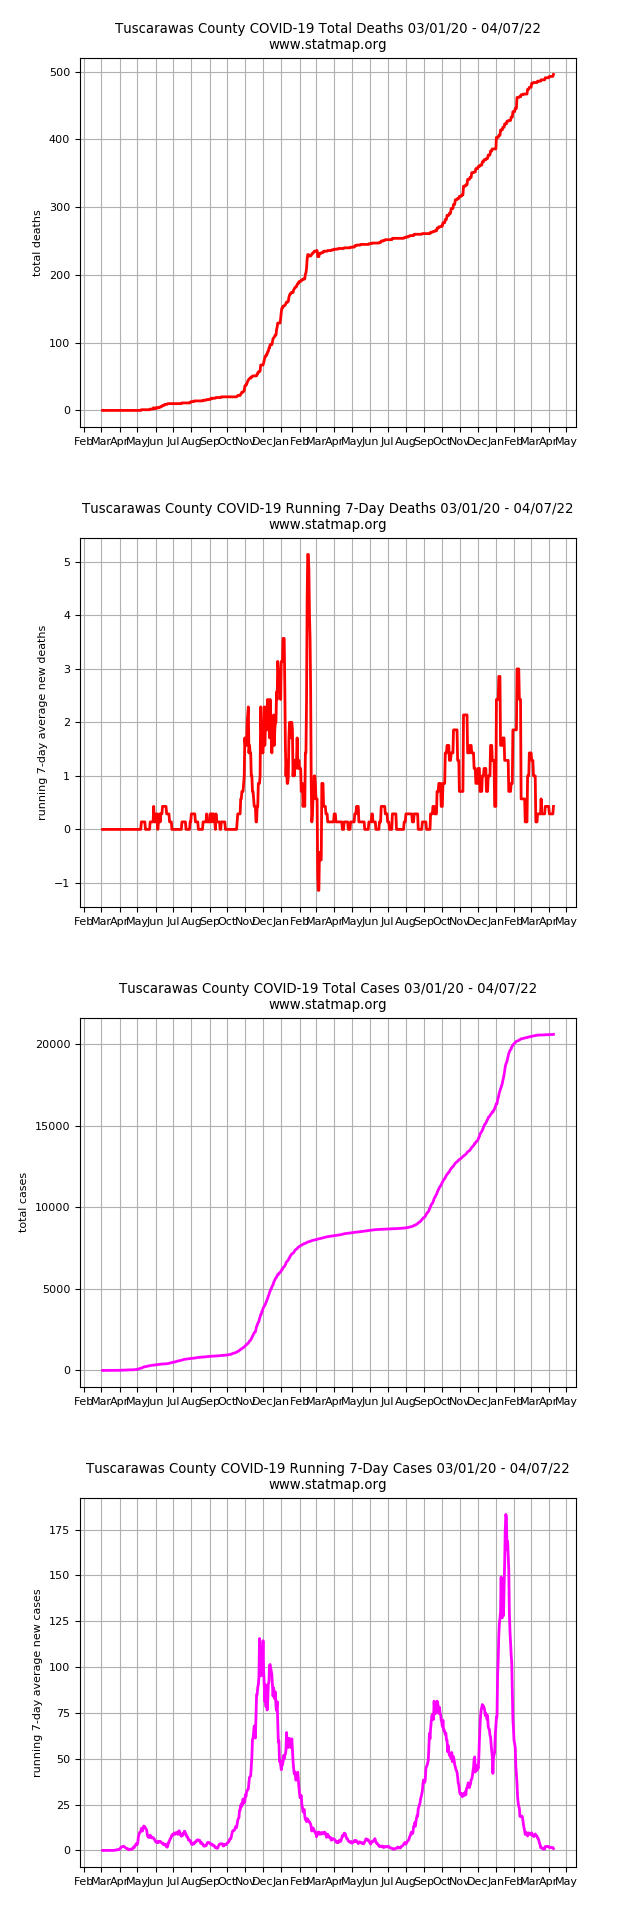 Tuscarawas County COVID-19 Total Deaths 03/01/20 - 04/07/22
www.statmap.org
500
400
300
200
100
0
total deaths
Feb Mar Apr May Jun Jul Aug Sep Oct Nov Dec Jan Feb Mar Apr May Jun Jul Aug Sep Oct Nov Dec Jan Feb Mar Apr May
Tuscarawas County COVID-19 Running 7-Day Deaths 03/01/20 - 04/07/22
www.statmap.org
5
4
3
2
1
0
−1
running 7-day average new deaths
Feb Mar Apr May Jun Jul Aug Sep Oct Nov Dec Jan Feb Mar Apr May Jun Jul Aug Sep Oct Nov Dec Jan Feb Mar Apr May
Tuscarawas County COVID-19 Total Cases 03/01/20 - 04/07/22
www.statmap.org
20000
15000
10000
5000
0
total cases
Feb Mar Apr May Jun Jul Aug Sep Oct Nov Dec Jan Feb Mar Apr May Jun Jul Aug Sep Oct Nov Dec Jan Feb Mar Apr May
Tuscarawas County COVID-19 Running 7-Day Cases 03/01/20 - 04/07/22
www.statmap.org
175
150
125
100
75
50
25
0
running 7-day average new cases
Feb Mar Apr May Jun Jul Aug Sep Oct Nov Dec Jan Feb Mar Apr May Jun Jul Aug Sep Oct Nov Dec Jan Feb Mar Apr May